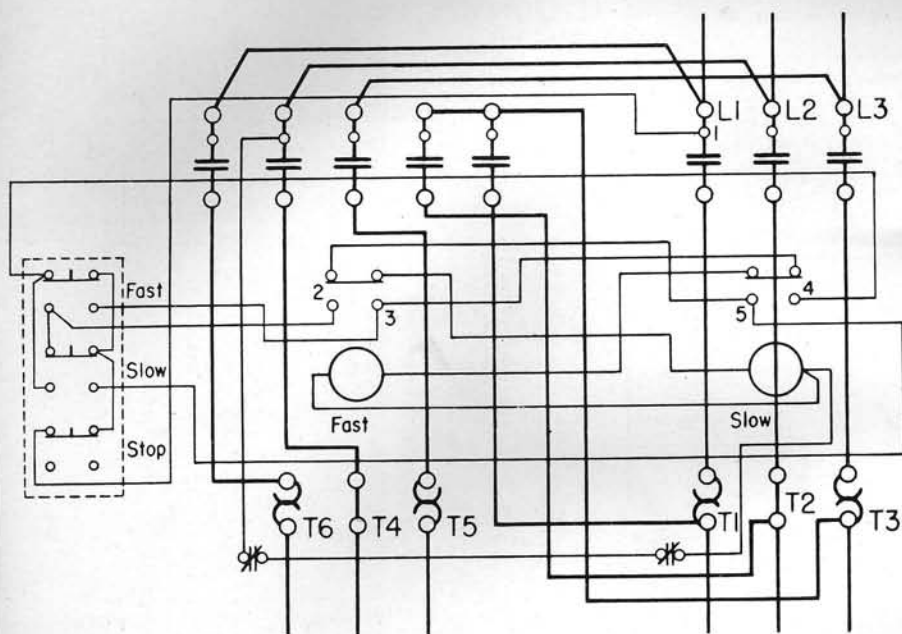 L1 L2 L3
1
Fast
2 4
3 5
Slow
Fast Slow
Stop
T6 T4 T5 T1 T2 T3